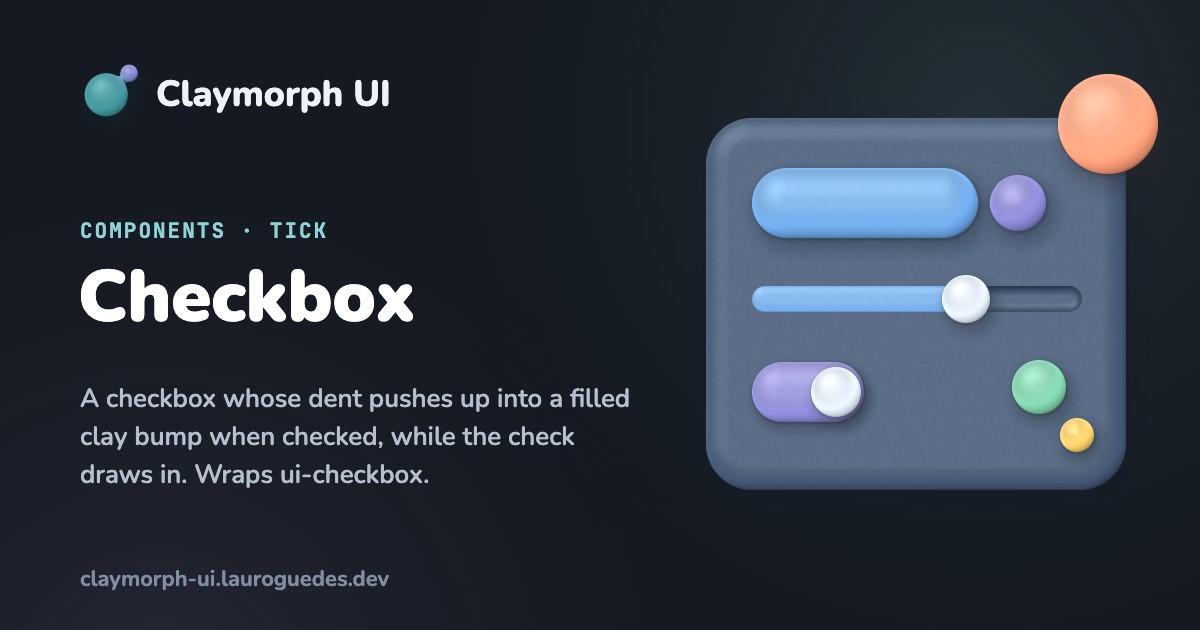 Claymorph UI
COMPONENTS · TICK
Checkbox
A checkbox whose dent pushes up into a filled
clay bump when checked, while the check
draws in. Wraps ui-checkbox.
claymorph-ui.lauroguedes.dev